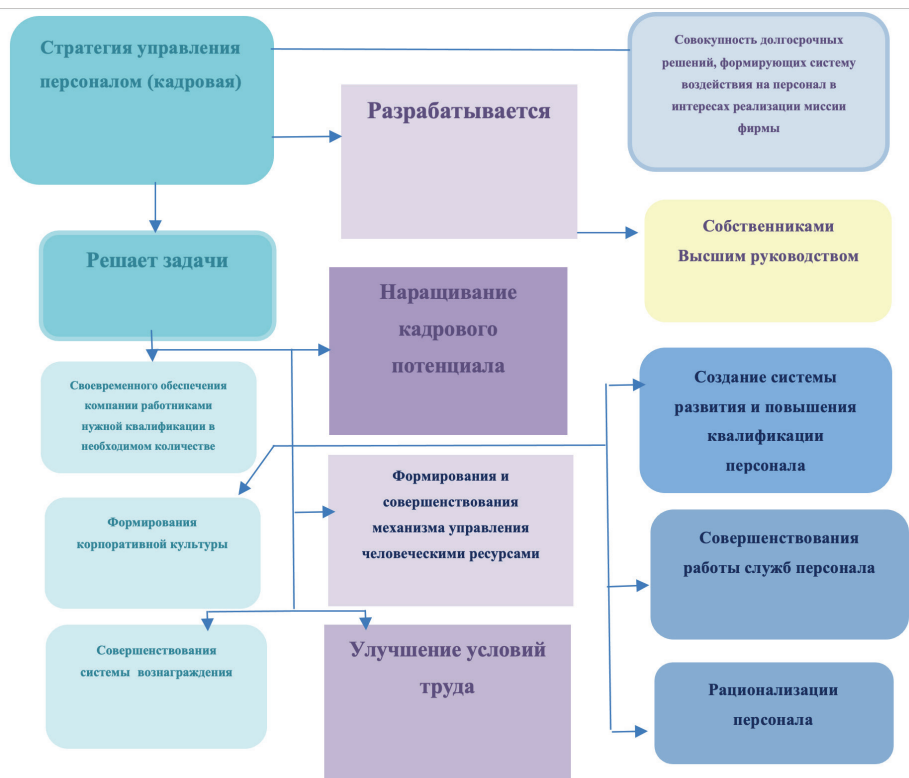 Стратегия управления
персоналом (кадровая)
Совокупность долгосрочных
решений, формирующих систему
воздействия на персонал в
интересах реализации миссии
фирмы
Разрабатывается
Собственниками
Высшим руководством
Решает задачи
Наращивание
кадрового
потенциала
Своевременного обеспечения
компании работниками
нужной квалификации в
необходимом количестве
Создание системы
развития и повышения
квалификации
персонала
Формирования
корпоративной культуры
Формирования и
совершенствования
механизма управления
человеческими ресурсами
Совершенствования
работы служб персонала
Совершенствования
системы вознаграждения
Улучшение условий
труда
Рационализации
персонала